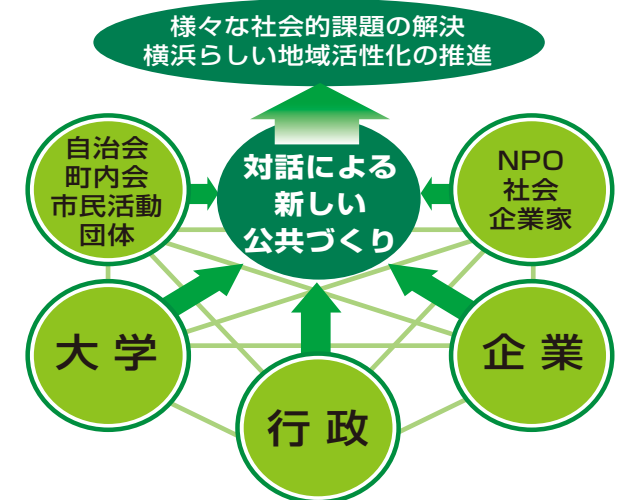 様々な社会的課題の解決
横浜らしい地域活性化の推進
自治会
町内会
市民活動
団体
対話による
新しい
公共づくり
NPO
社会
企業家
大学
行政
企業